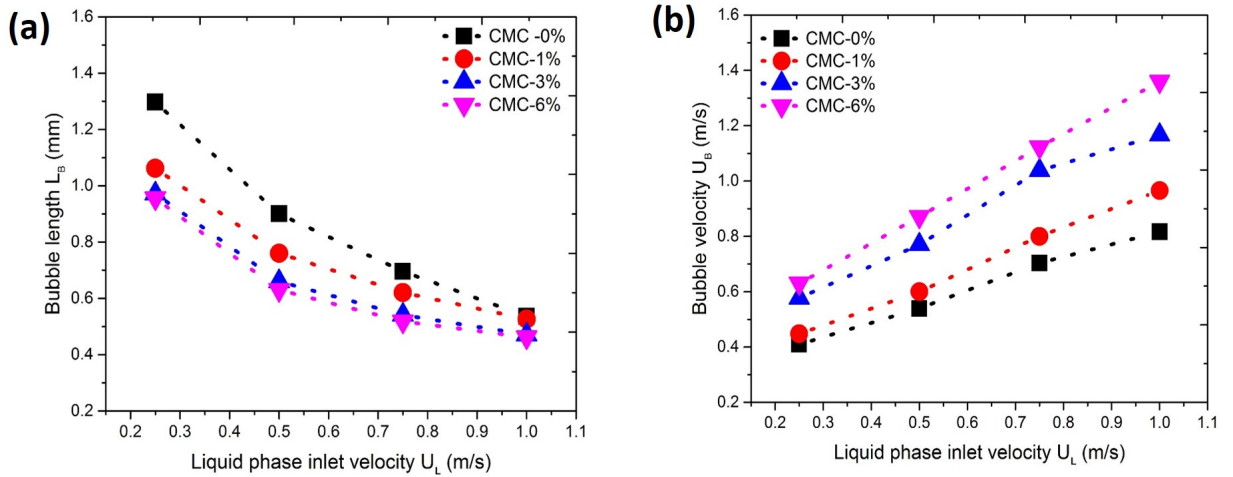 (a)
1.6
1.4
1.2
1.0
0.8
0.6
0.4
0.2
Bubble length L_B (mm)
CMC -0%
CMC-1%
CMC-3%
CMC-6%
0.2 0.3 0.4 0.5 0.6 0.7 0.8 0.9 1.0 1.1
Liquid phase inlet velocity U_L (m/s)
(b)
1.6
1.4
1.2
1.0
0.8
0.6
0.4
0.2
Bubble velocity U_B (m/s)
CMC-0%
CMC-1%
CMC-3%
CMC-6%
0.2 0.3 0.4 0.5 0.6 0.7 0.8 0.9 1.0 1.1
Liquid phase inlet velocity U_L (m/s)